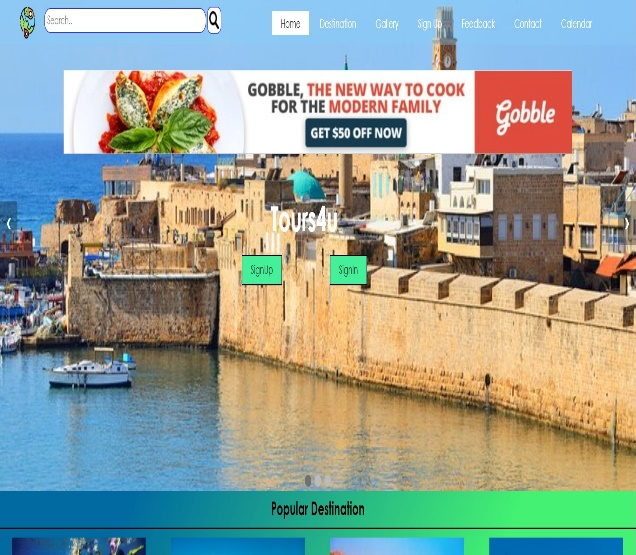 Search..
Home Destination Gallery Sign Up Feedback Contact Calendar
GOBBLE, THE NEW WAY TO COOK
FOR THE MODERN FAMILY
GET $50 OFF NOW
Gobble
Tours4u
!!!
SignUp SignIn
Popular Destination